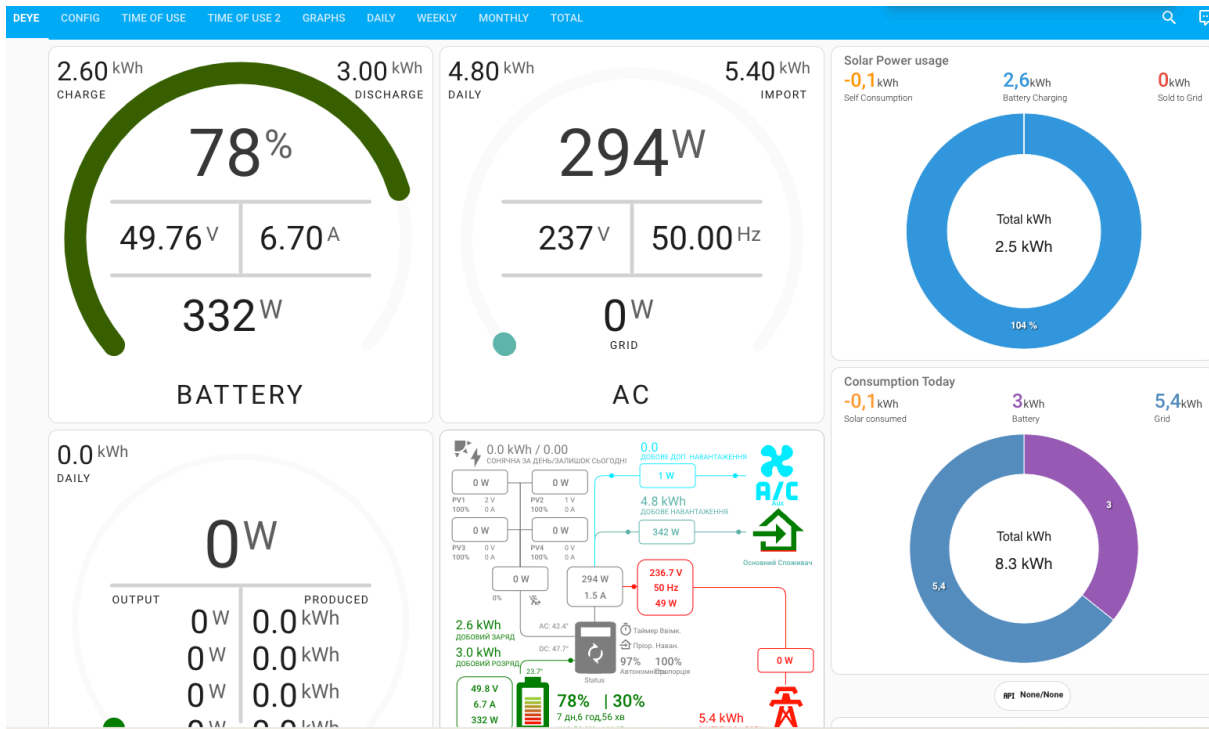 DEYE CONFIG TIME OF USE TIME OF USE 2 GRAPHS DAILY WEEKLY MONTHLY TOTAL
2.60 kWh 3.00 kWh
CHARGE DISCHARGE
78%
49.76 V 6.70 A
332 W
BATTERY
4.80 kWh 5.40 kWh
DAILY IMPORT
294 W
237 V 50.00 Hz
0 W
GRID
AC
Solar Power usage
-0,1 kWh 2,6 kWh 0 kWh
Self Consumption Battery Charging Sold to Grid
Total kWh
2.5 kWh
104 %
Consumption Today
-0,1 kWh 3 kWh 5,4 kWh
Solar consumed Battery Grid
3
Total kWh
8.3 kWh
5,4
API None/None
0.0 kWh
DAILY
0 W
OUTPUT PRODUCED
0 W 0.0 kWh
0 W 0.0 kWh
0 W 0.0 kWh
0 W 0.0 kWh
0.0 kWh / 0.00
СОНЯЧНА ЗА ДЕНЬ/ЗАЛИШОК СЬОГОДНІ
0.0
ДОБОВЕ ДОП. НАВАНТАЖЕННЯ
0 W 0 W 1 W
A/C
Aux
PV1 2 V PV2 1 V
100% 0 A 100% 0 A
4.8 kWh
ДОБОВЕ НАВАНТАЖЕННЯ
0 W 0 W 342 W
PV3 0 V PV4 0 V
100% 0 A 100% 0 A
Основний Споживач
0 W 294 W 236.7 V
1.5 A 50 Hz
0% 49 W
2.6 kWh AC: 42.4°
ДОБОВИЙ ЗАРЯД
Таймер Ввімк.
3.0 kWh DC: 47.7°
ДОБОВИЙ РОЗРЯД
Пріор. Наван.
97% 100%
0 W
23.7° Status
49.8 V
6.7 A
332 W
78% | 30%
7 дн,6 год,56 хв
5.4 kWh